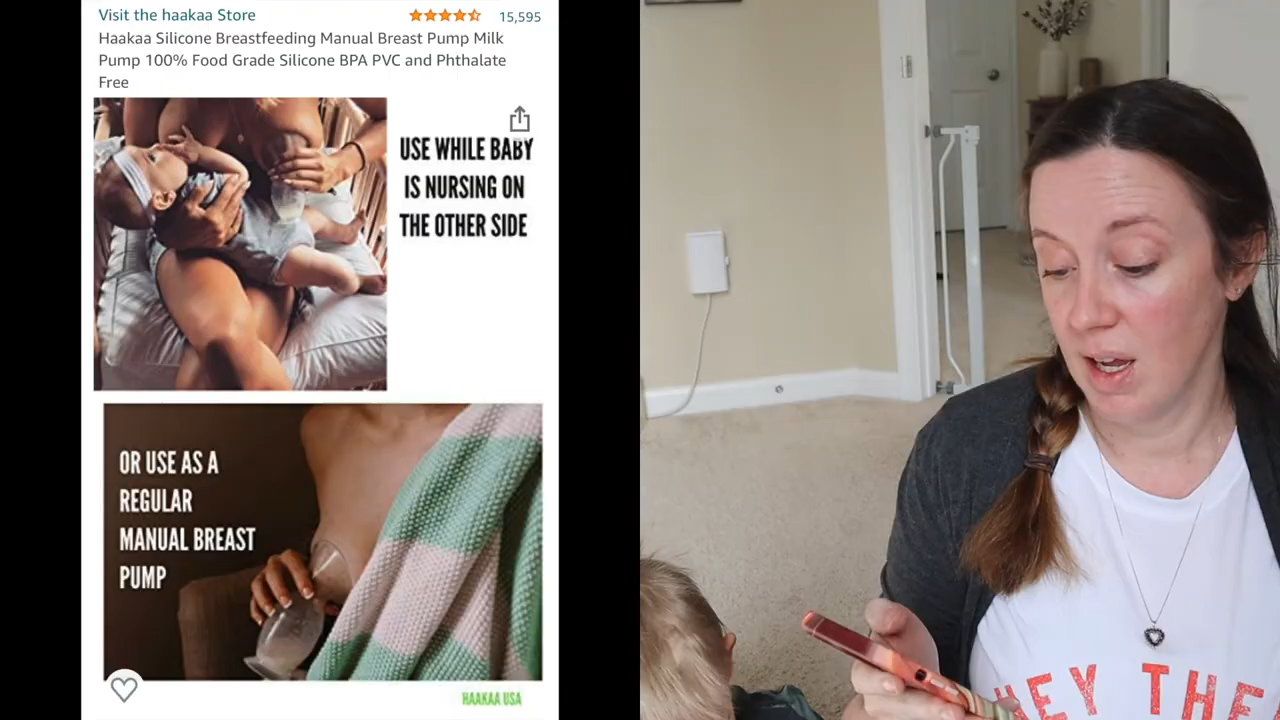 Visit the haakaa Store
15,595
Haakaa Silicone Breastfeeding Manual Breast Pump Milk
Pump 100% Food Grade Silicone BPA PVC and Phthalate
Free
USE WHILE BABY
IS NURSING ON
THE OTHER SIDE
OR USE AS A
REGULAR
MANUAL BREAST
PUMP
HAAKAA USA
HEY THE